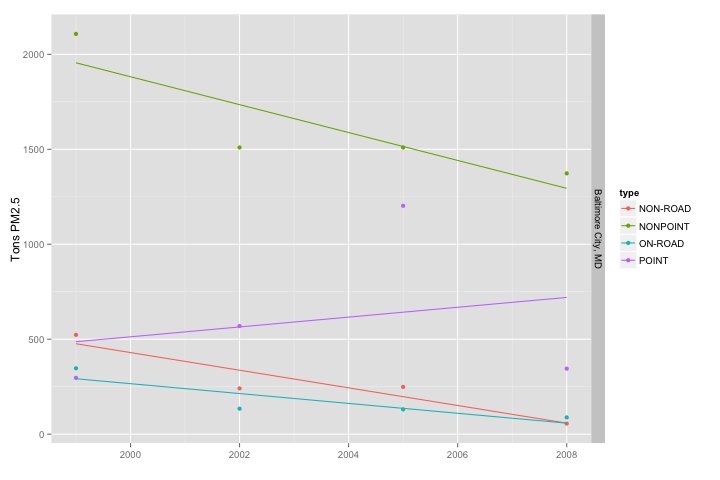 Tons PM2.5
2000
1500
1000
500
0
2000
2002
2004
2006
2008
Baltimore City, MD
type
NON-ROAD
NONPOINT
ON-ROAD
POINT